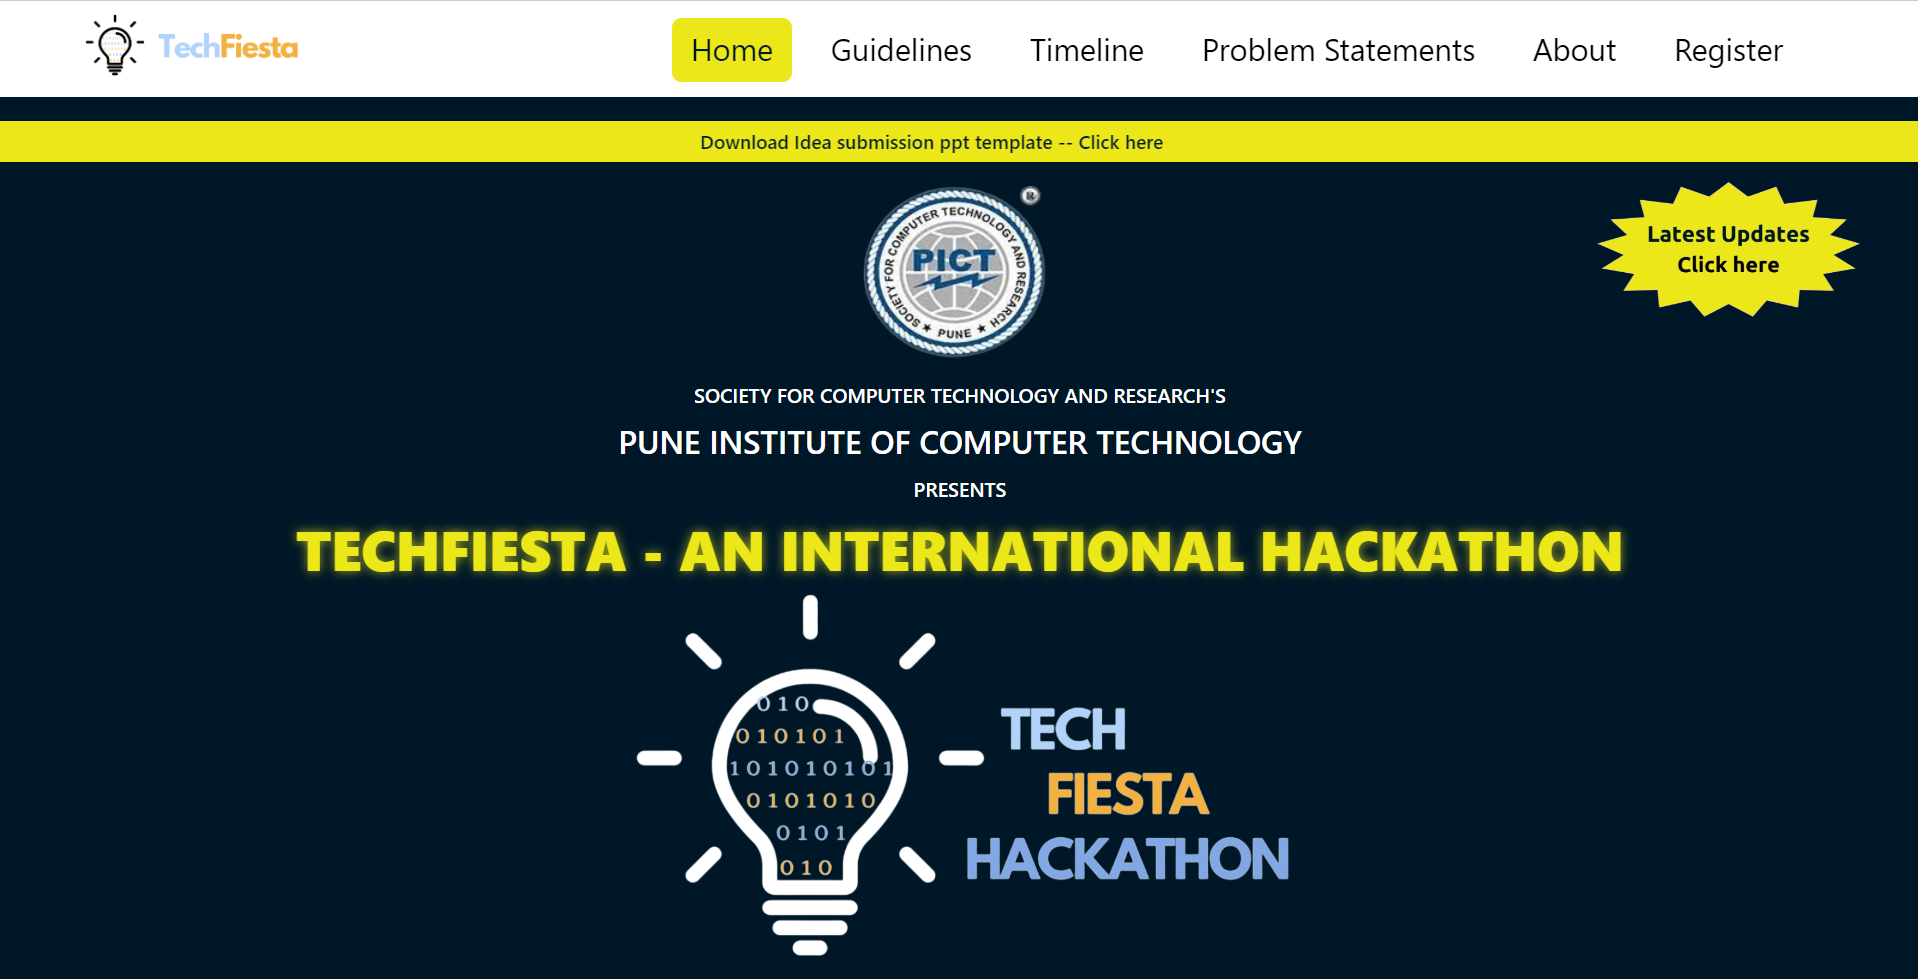 TechFiesta
Home
Guidelines
Timeline
Problem Statements
About
Register
Download Idea submission ppt template -- Click here
SOCIETY FOR COMPUTER TECHNOLOGY AND RESEARCH
PICT
★ PUNE ★
R
Latest Updates
Click here
SOCIETY FOR COMPUTER TECHNOLOGY AND RESEARCH'S
PUNE INSTITUTE OF COMPUTER TECHNOLOGY
PRESENTS
TECHFIESTA - AN INTERNATIONAL HACKATHON
010
010101
101010101
0101010
0101
010
TECH
FIESTA
HACKATHON